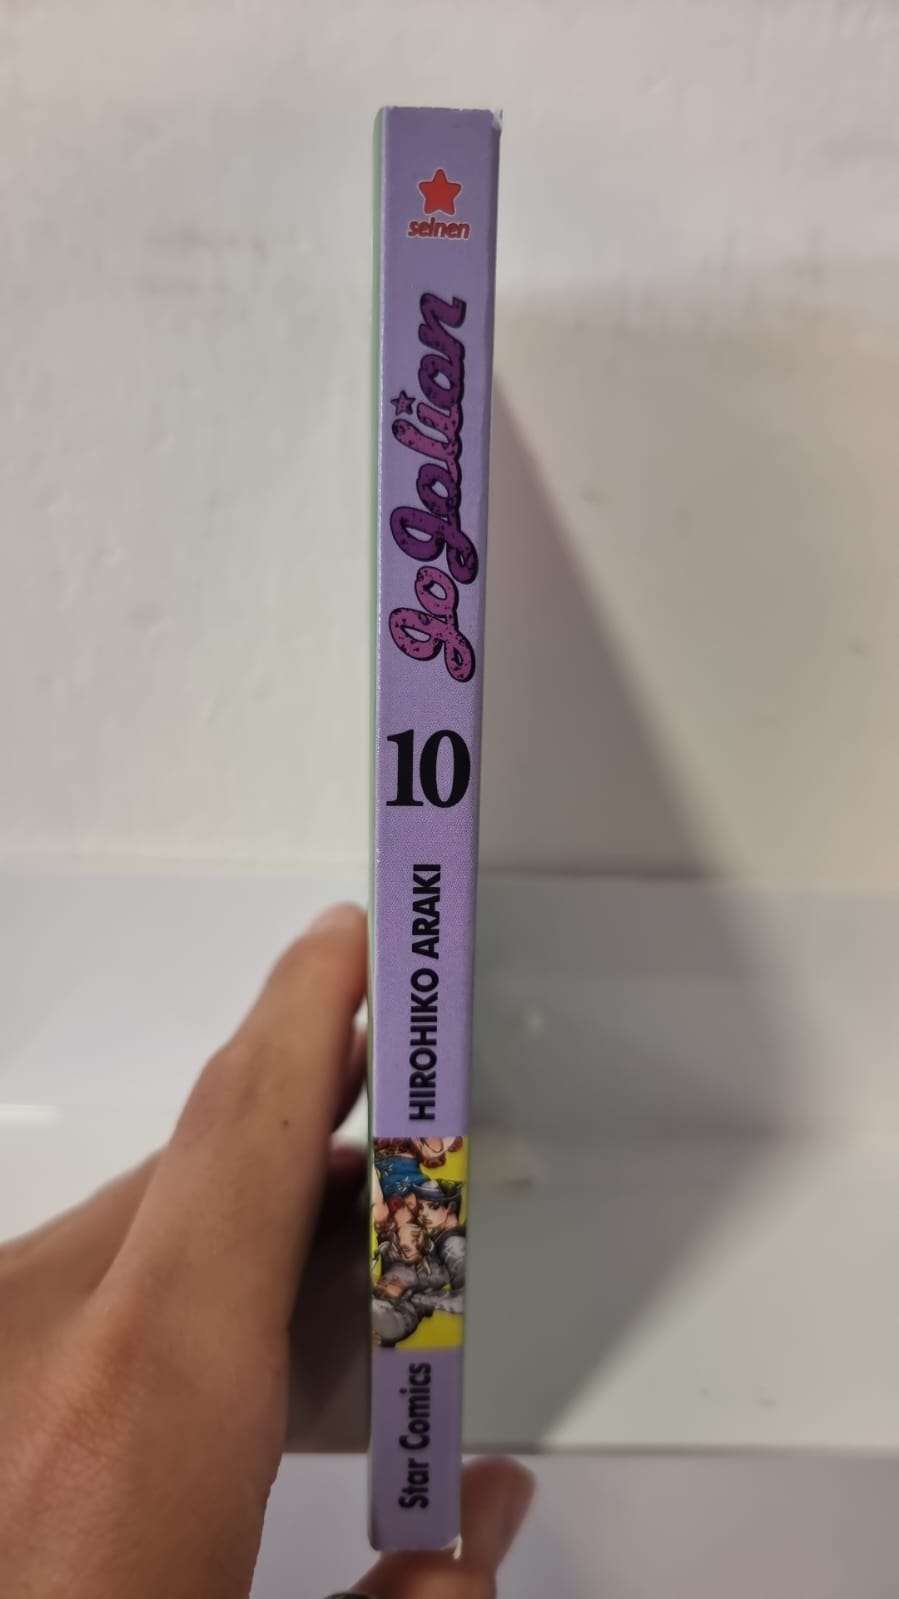 seinen
JoJolion
10
HIROHIKO ARAKI
Star Comics